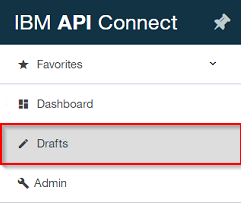 IBM API Connect
Favorites
Dashboard
Drafts
Admin